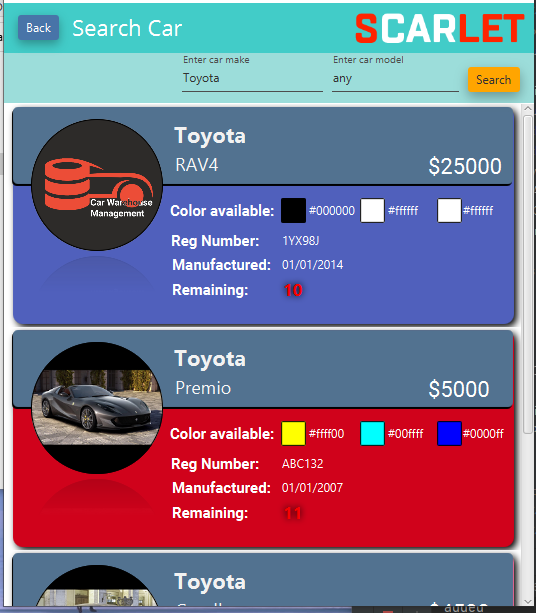 Back
Search Car
SCARLET
Enter car make
Enter car model
Toyota
any
Search
Toyota
RAV4
$25000
Car Warehouse
Management
Color available:
#000000
#ffffff
#ffffff
Reg Number:
1YX98J
Manufactured:
01/01/2014
Remaining:
10
Toyota
Premio
$5000
Color available:
#ffff00
#00ffff
#0000ff
Reg Number:
ABC132
Manufactured:
01/01/2007
Remaining:
11
Toyota
added